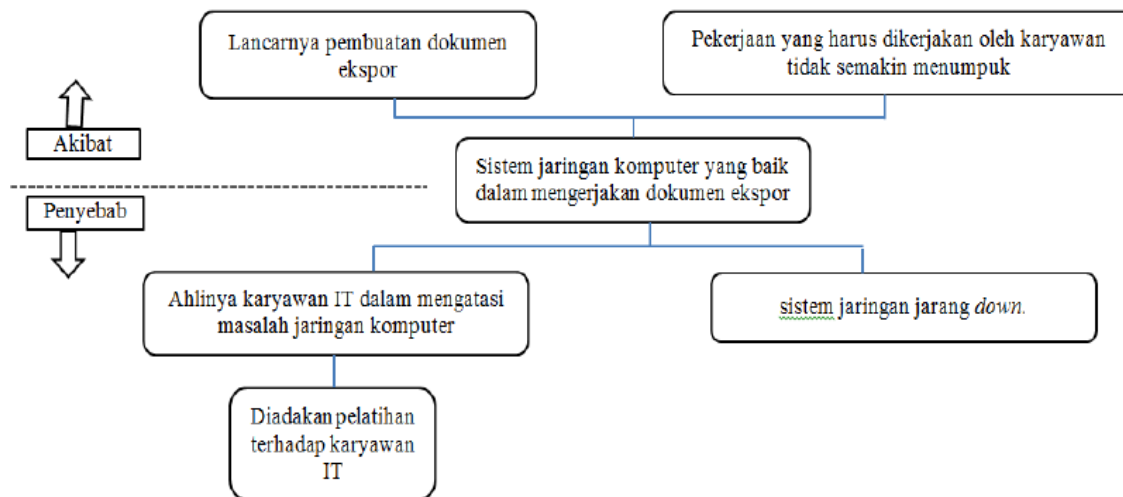 Lancarnya pembuatan dokumen
ekspor
Pekerjaan yang harus dikerjakan oleh karyawan
tidak semakin menumpuk
Akibat
Sistem jaringan komputer yang baik
dalam mengerjakan dokumen ekspor
Penyebab
Ahlinya karyawan IT dalam mengatasi
masalah jaringan komputer
sistem jaringan jarang down.
Diadakan pelatihan
terhadap karyawan
IT